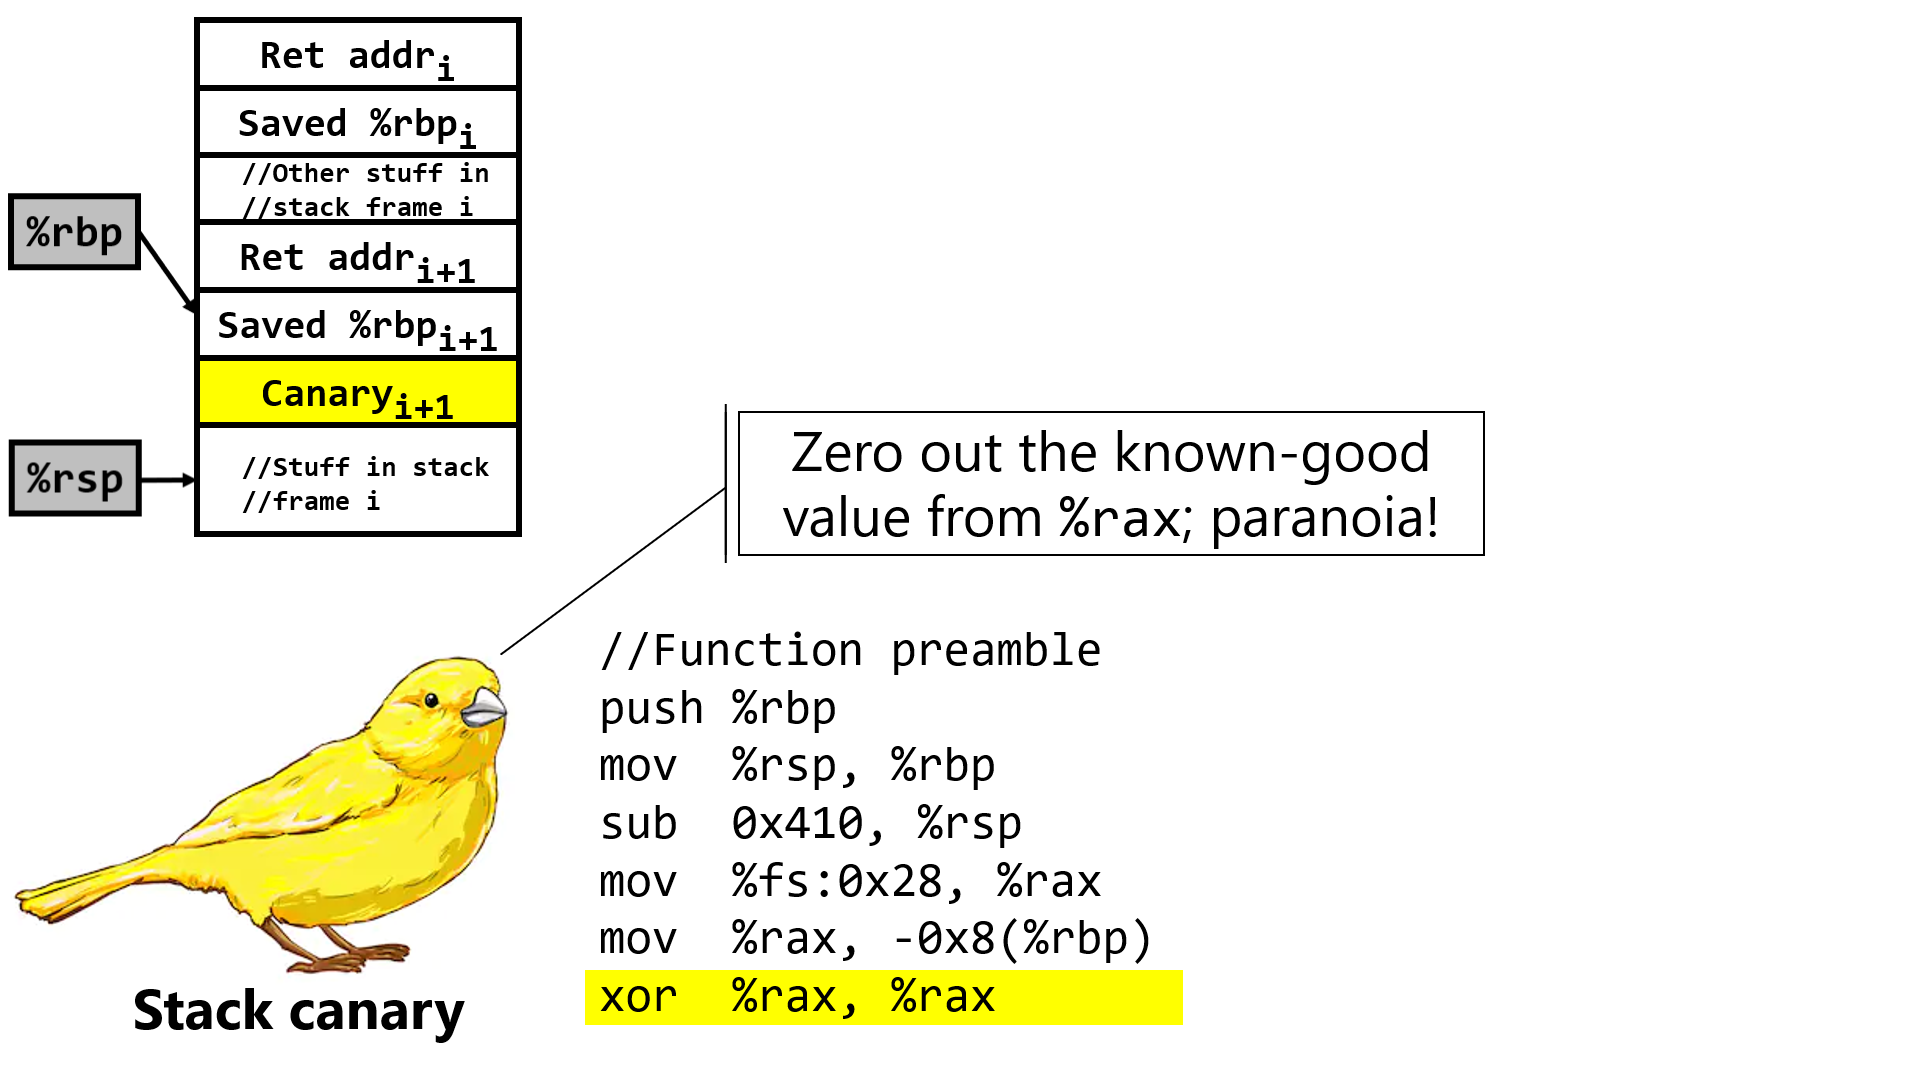 Ret addri
Saved %rbpi
//Other stuff in
//stack frame i
%rbp
Ret addri+1
Saved %rbpi+1
Canaryi+1
%rsp
//Stuff in stack
//frame i
Zero out the known-good
value from %rax; paranoia!
//Function preamble
push %rbp
mov %rsp, %rbp
sub 0x410, %rsp
mov %fs:0x28, %rax
mov %rax, -0x8(%rbp)
xor %rax, %rax
Stack canary